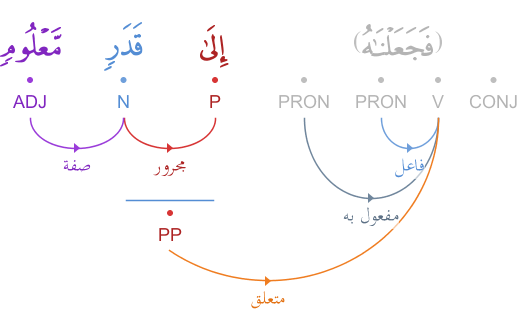 (فَجَعَلْنَـٰهُ) إِلَىٰ قَدَرٍ مَّعْلُومٍ
CONJ V PRON PRON P N ADJ
فاعل
مجرور صفة
مفعول به
PP
متعلق